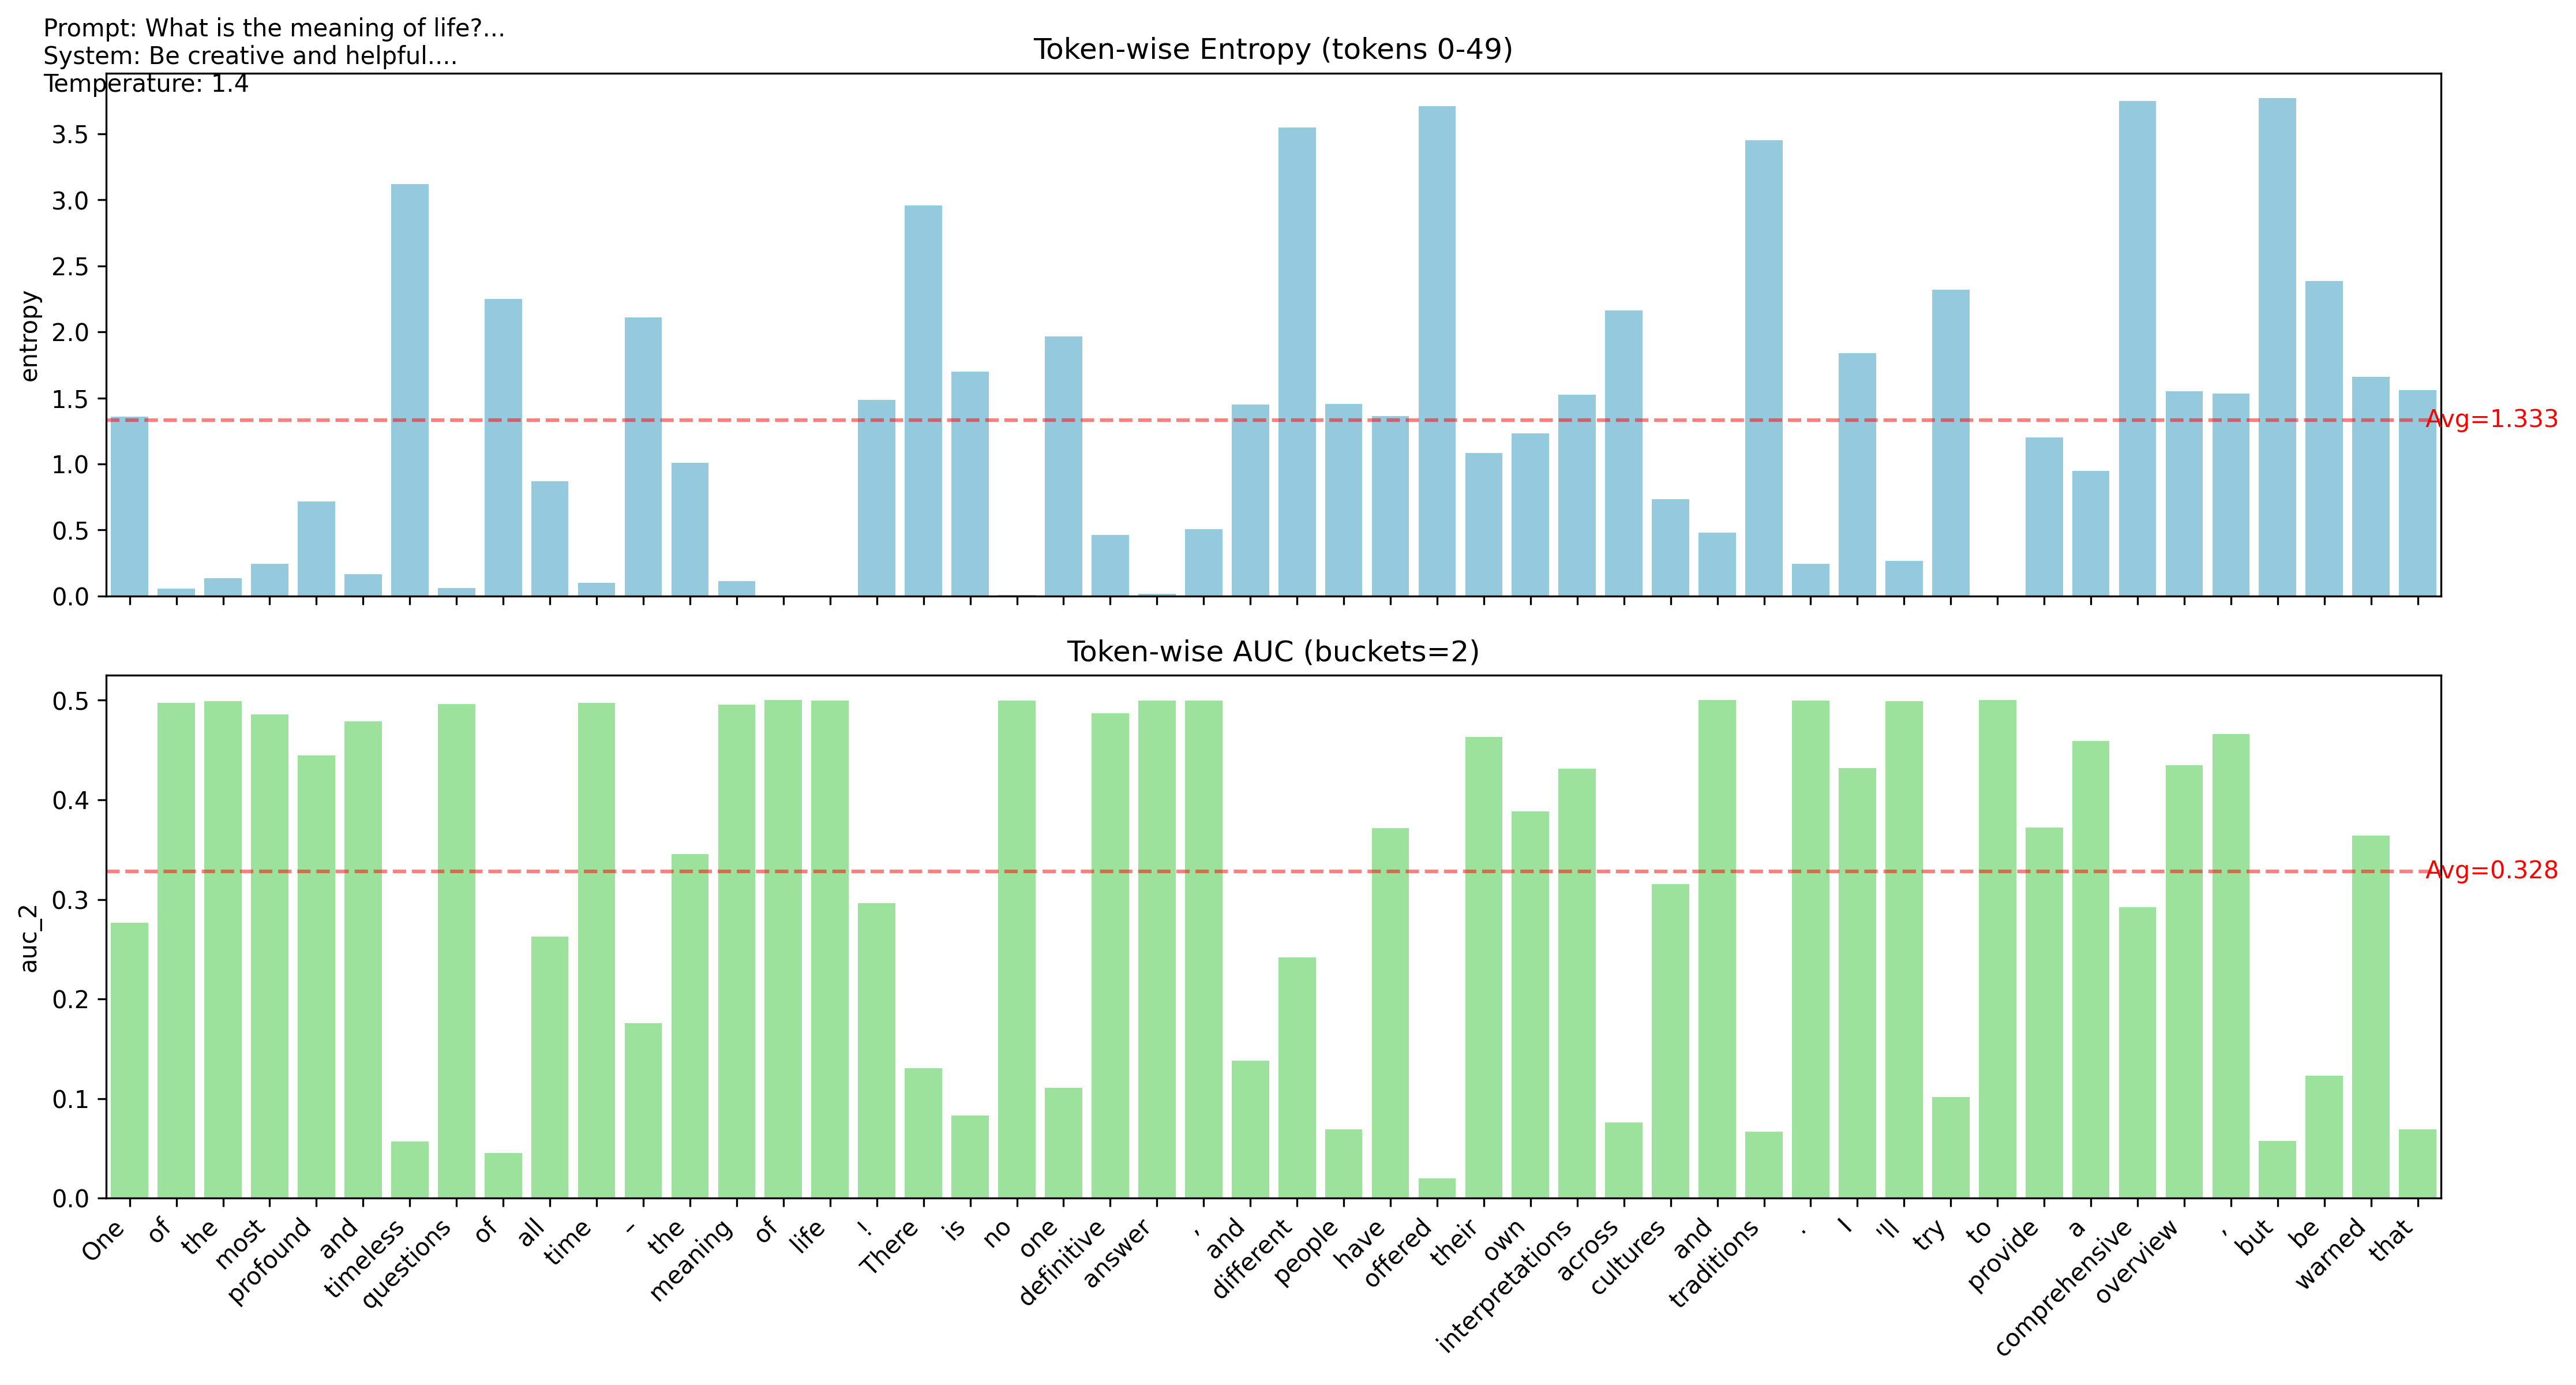 Prompt: What is the meaning of life?...
System: Be creative and helpful....
Temperature: 1.4
Token-wise Entropy (tokens 0-49)
entropy
3.5
3.0
2.5
2.0
1.5
1.0
0.5
0.0
Avg=1.333
Token-wise AUC (buckets=2)
auc_2
0.5
0.4
0.3
0.2
0.1
0.0
Avg=0.328
One
of
the
most
profound
and
timeless
questions
of
all
time
–
the
meaning
of
life
!
There
is
no
one
definitive
answer
,
and
different
people
have
offered
their
own
interpretations
across
cultures
and
traditions
.
I
'll
try
to
provide
a
comprehensive
overview
,
but
be
warned
that